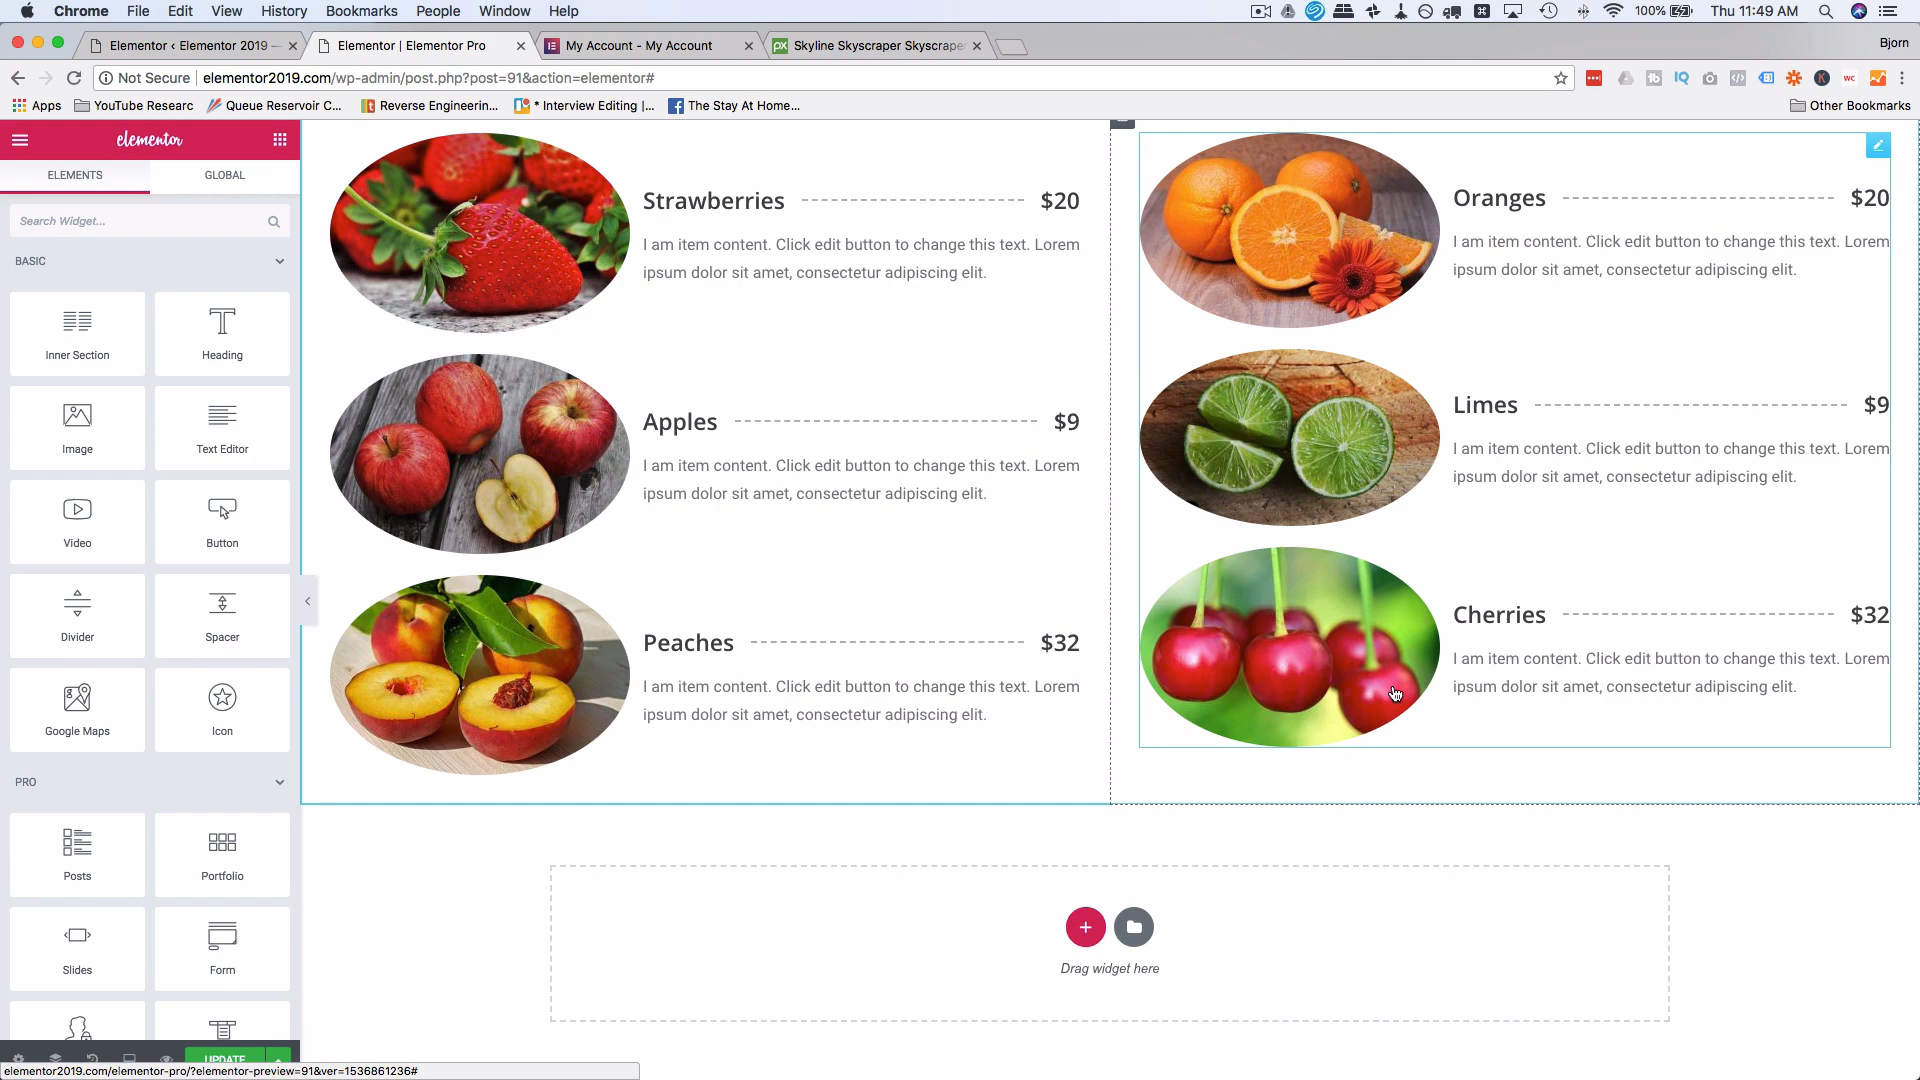 Chrome File Edit View History Bookmarks People Window Help
100% Thu 11:49 AM
Elementor ‹ Elementor 2019 —
Elementor | Elementor Pro
My Account - My Account
Skyline Skyscraper Skyscraper
Bjorn
Not Secure | elementor2019.com/wp-admin/post.php?post=91&action=elementor#
Apps YouTube Researc Queue Reservoir C... Reverse Engineerin... * Interview Editing |... The Stay At Home... Other Bookmarks
elementor
ELEMENTS GLOBAL
Search Widget...
BASIC
Inner Section Heading
Image Text Editor
Video Button
Divider Spacer
Google Maps Icon
PRO
Posts Portfolio
Slides Form
UPDATE
elementor2019.com/elementor-pro/?elementor-preview=91&ver=1536861236#
Strawberries $20
I am item content. Click edit button to change this text. Lorem
ipsum dolor sit amet, consectetur adipiscing elit.
Apples $9
I am item content. Click edit button to change this text. Lorem
ipsum dolor sit amet, consectetur adipiscing elit.
Peaches $32
I am item content. Click edit button to change this text. Lorem
ipsum dolor sit amet, consectetur adipiscing elit.
Oranges $20
I am item content. Click edit button to change this text. Lorem
ipsum dolor sit amet, consectetur adipiscing elit.
Limes $9
I am item content. Click edit button to change this text. Lorem
ipsum dolor sit amet, consectetur adipiscing elit.
Cherries $32
I am item content. Click edit button to change this text. Lorem
ipsum dolor sit amet, consectetur adipiscing elit.
Drag widget here